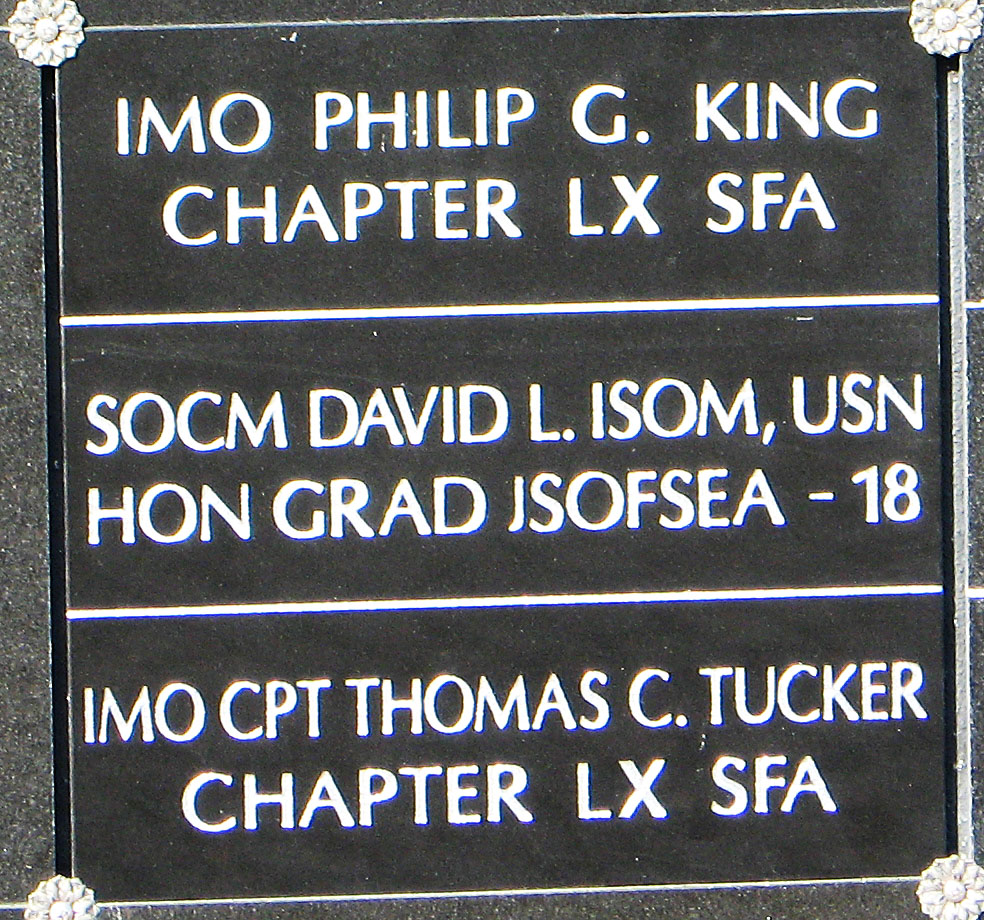 IMO PHILIP G. KING
CHAPTER LX SFA
SOCM DAVID L. ISOM, USN
HON GRAD JSOFSEA - 18
IMO CPT THOMAS C. TUCKER
CHAPTER LX SFA